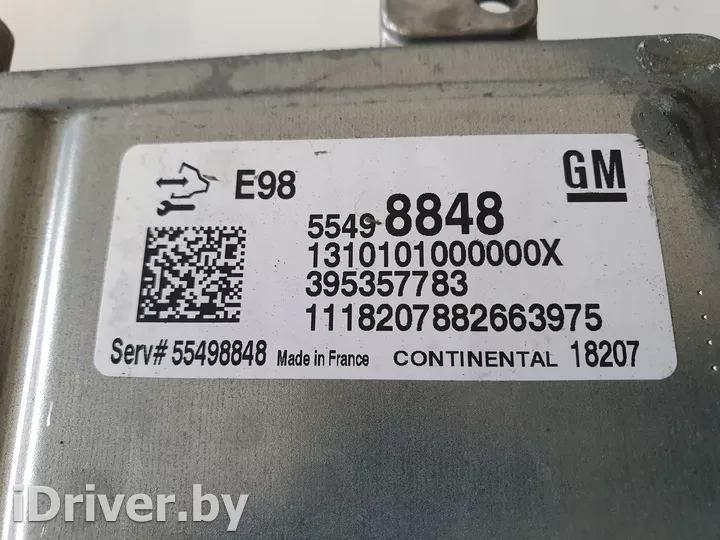 E98
GM
5549 8848
1310101000000X
395357783
1118207882663975
Serv# 55498848 Made in France CONTINENTAL 18207
iDriver.by